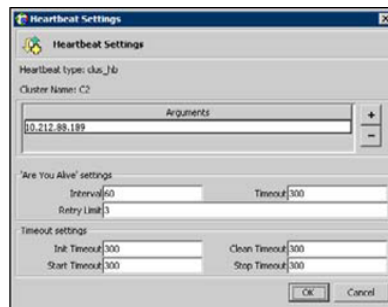 Heartbeat Settings
Heartbeat Settings
Heartbeat type: clus_hb
Cluster Name: C2
Arguments
10.212.88.189
+
-
'Are You Alive' settings
Interval 60 Timeout 300
Retry Limit 3
Timeout settings
Init Timeout 300 Clean Timeout 300
Start Timeout 300 Stop Timeout 300
OK Cancel